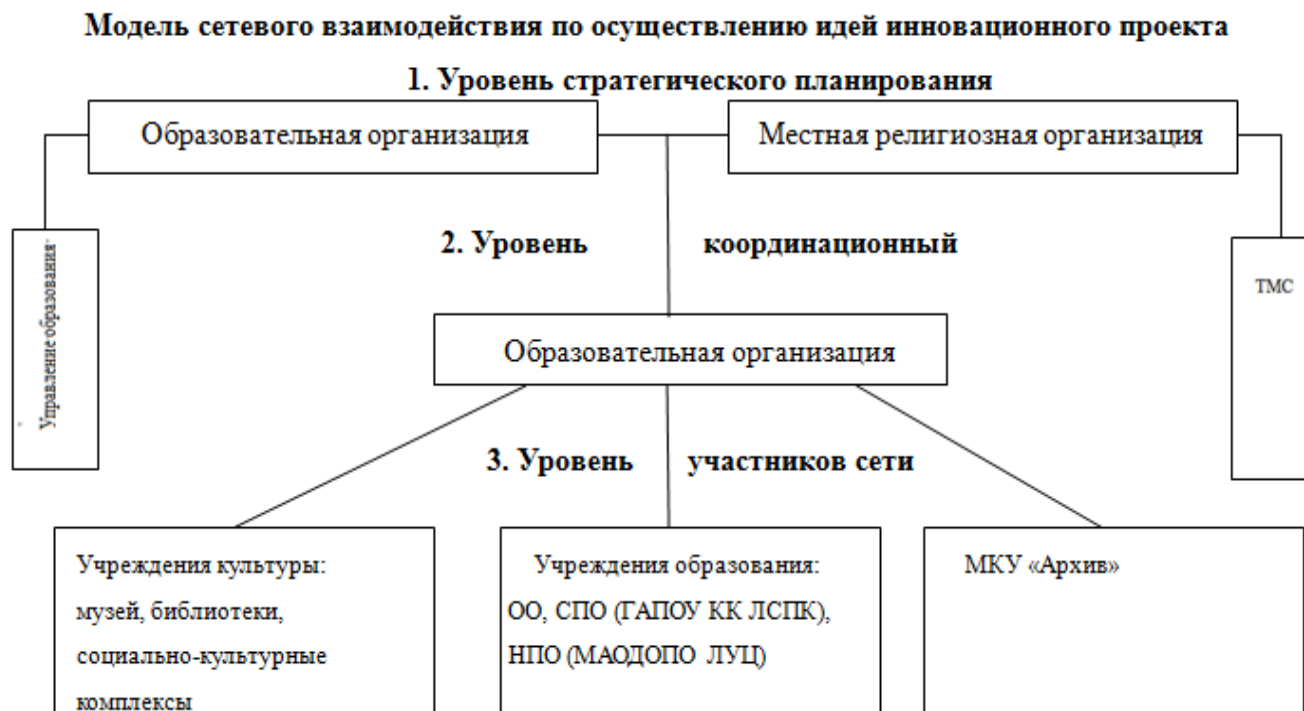 Модель сетевого взаимодействия по осуществлению идей инновационного проекта
1. Уровень стратегического планирования
Образовательная организация
Местная религиозная организация
2. Уровень координационный
Управление образования
ТМС
Образовательная организация
3. Уровень участников сети
Учреждения культуры:
музей, библиотеки,
социально-культурные
комплексы
Учреждения образования:
ОО, СПО (ГАПОУ КК ЛСПК),
НПО (МАОДОПО ЛУЦ)
МКУ «Архив»